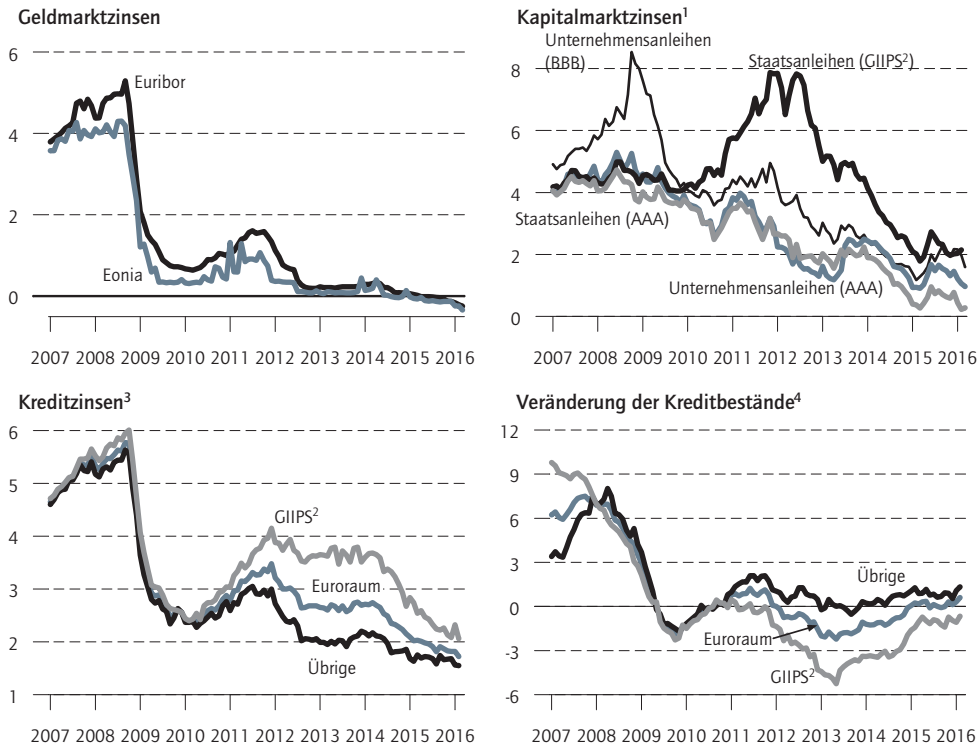 Geldmarktzinsen
6
4
2
0
Euribor
Eonia
2007 2008 2009 2010 2011 2012 2013 2014 2015 2016
Kapitalmarktzinsen¹
8
6
4
2
0
Unternehmensanleihen
(BBB)
Staatsanleihen (GIIPS²)
Staatsanleihen (AAA)
Unternehmensanleihen (AAA)
2007 2008 2009 2010 2011 2012 2013 2014 2015 2016
Kreditzinsen³
6
5
4
3
2
1
GIIPS²
Euroraum
Übrige
2007 2008 2009 2010 2011 2012 2013 2014 2015 2016
Veränderung der Kreditbestände⁴
12
9
6
3
0
-3
-6
Übrige
Euroraum
GIIPS²
2007 2008 2009 2010 2011 2012 2013 2014 2015 2016